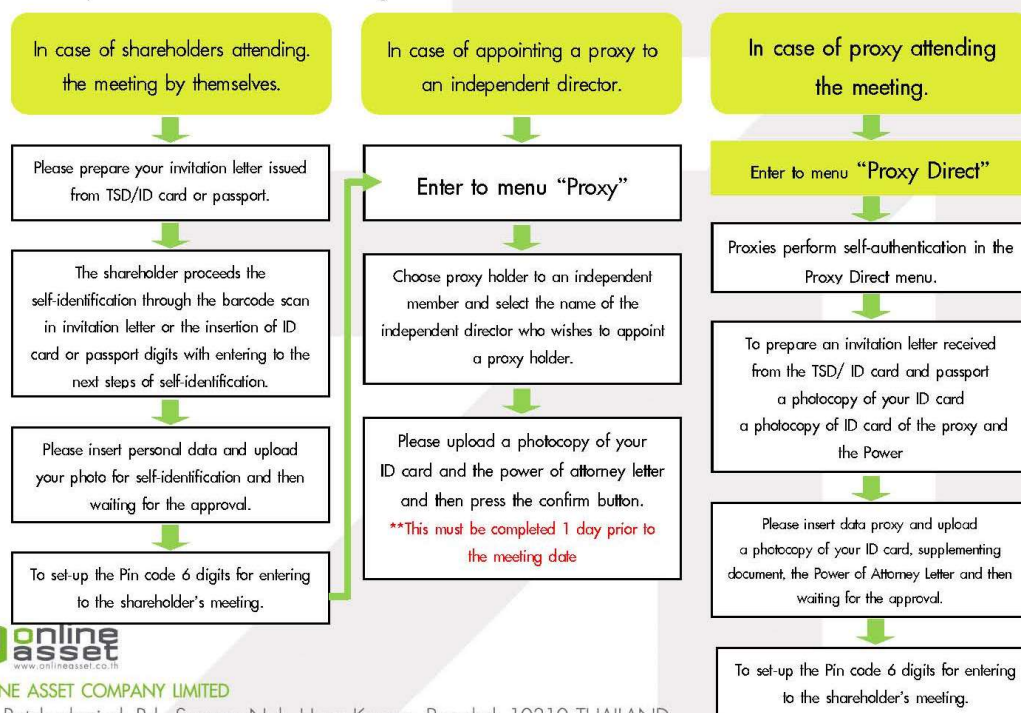 In case of shareholders attending.
the meeting by themselves.
Please prepare your invitation letter issued
from TSD/ID card or passport.
The shareholder proceeds the
self-identification through the barcode scan
in invitation letter or the insertion of ID
card or passport digits with entering to the
next steps of self-identification.
Please insert personal data and upload
your photo for self-identification and then
waiting for the approval.
To set-up the Pin code 6 digits for entering
to the shareholder's meeting.
In case of appointing a proxy to
an independent director.
Enter to menu “Proxy”
Choose proxy holder to an independent
member and select the name of the
independent director who wishes to appoint
a proxy holder.
Please upload a photocopy of your
ID card and the power of attorney letter
and then press the confirm button.
**This must be completed 1 day prior to
the meeting date
In case of proxy attending
the meeting.
Enter to menu “Proxy Direct”
Proxies perform self-authentication in the
Proxy Direct menu.
To prepare an invitation letter received
from the TSD/ ID card and passport
a photocopy of your ID card
a photocopy of ID card of the proxy and
the Power
Please insert data proxy and upload
a photocopy of your ID card, supplementing
document, the Power of Attorney Letter and then
waiting for the approval.
To set-up the Pin code 6 digits for entering
to the shareholder's meeting.
online
asset
www.onlineasset.co.th
NE ASSET COMPANY LIMITED
10310 THAILAND